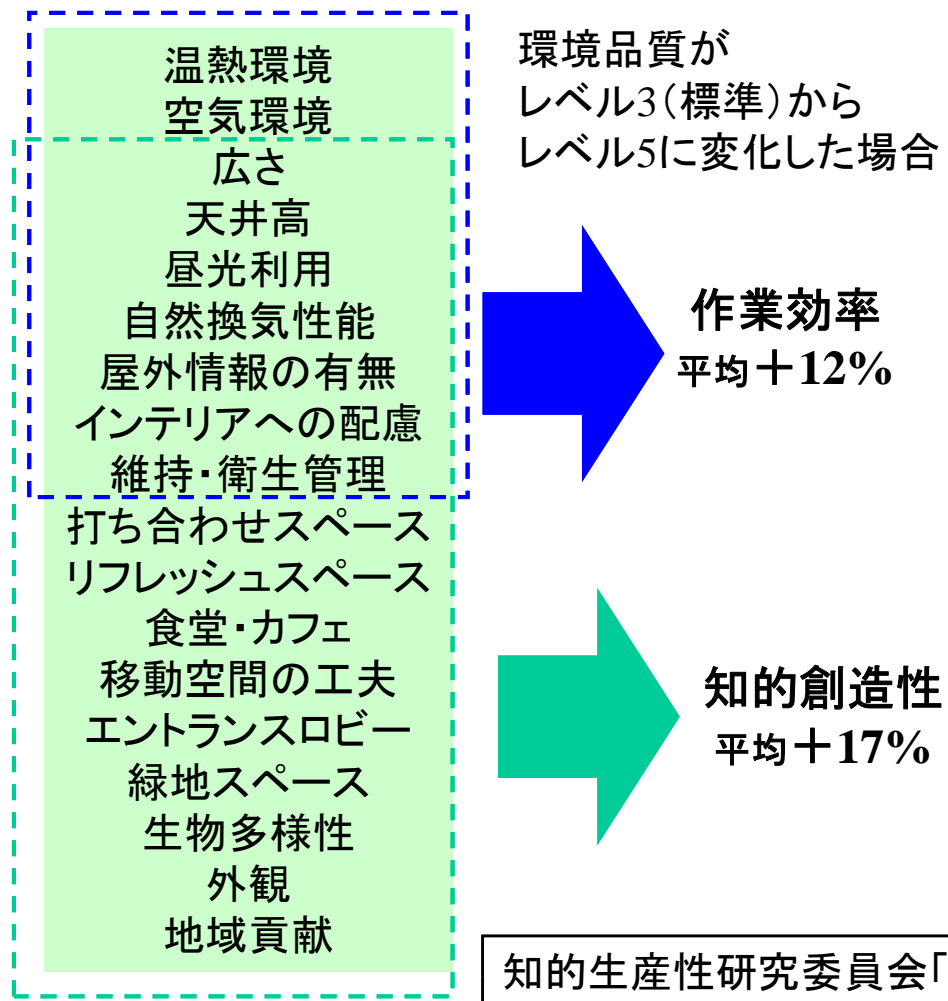 温熱環境
空気環境
広さ
天井高
昼光利用
自然換気性能
屋外情報の有無
インテリアへの配慮
維持・衛生管理
打ち合わせスペース
リフレッシュスペース
食堂・カフェ
移動空間の工夫
エントランスロビー
緑地スペース
生物多様性
外観
地域貢献
環境品質が
レベル3(標準)から
レベル5に変化した場合
作業効率
平均＋12%
知的創造性
平均＋17%
知的生産性研究委員会「